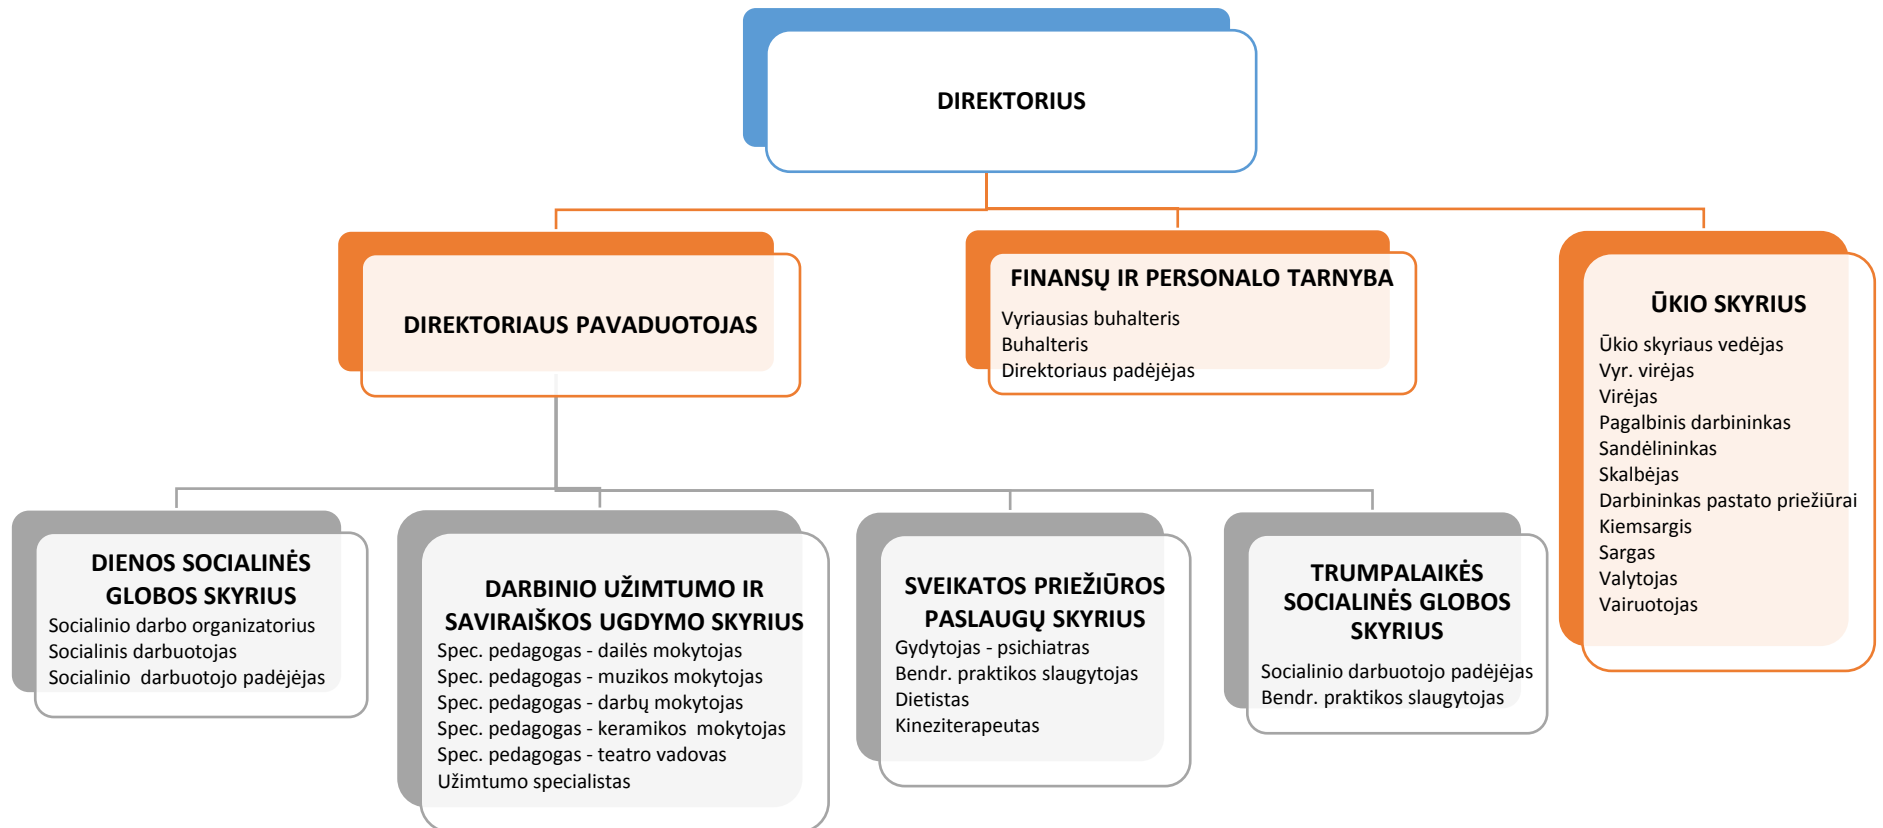 DIREKTORIUS
DIREKTORIAUS PAVADUOTOJAS
FINANSŲ IR PERSONALO TARNYBA
Vyriausias buhalteris
Buhalteris
Direktoriaus padėjėjas
ŪKIO SKYRIUS
Ūkio skyriaus vedėjas
Vyr. virėjas
Virėjas
Pagalbinis darbininkas
Sandėlininkas
Skalbėjas
Darbininkas pastato priežiūrai
Kiemsargis
Sargas
Valytojas
Vairuotojas
DIENOS SOCIALINĖS
GLOBOS SKYRIUS
Socialinio darbo organizatorius
Socialinis darbuotojas
Socialinio darbuotojo padėjėjas
DARBINIO UŽIMTUMO IR
SAVIRAIŠKOS UGDYMO SKYRIUS
Spec. pedagogas - dailės mokytojas
Spec. pedagogas - muzikos mokytojas
Spec. pedagogas - darbų mokytojas
Spec. pedagogas - keramikos mokytojas
Spec. pedagogas - teatro vadovas
Užimtumo specialistas
SVEIKATOS PRIEŽIŪROS
PASLAUGŲ SKYRIUS
Gydytojas - psichiatras
Bendr. praktikos slaugytojas
Dietistas
Kineziterapeutas
TRUMPALAIKĖS
SOCIALINĖS GLOBOS
SKYRIUS
Socialinio darbuotojo padėjėjas
Bendr. praktikos slaugytojas